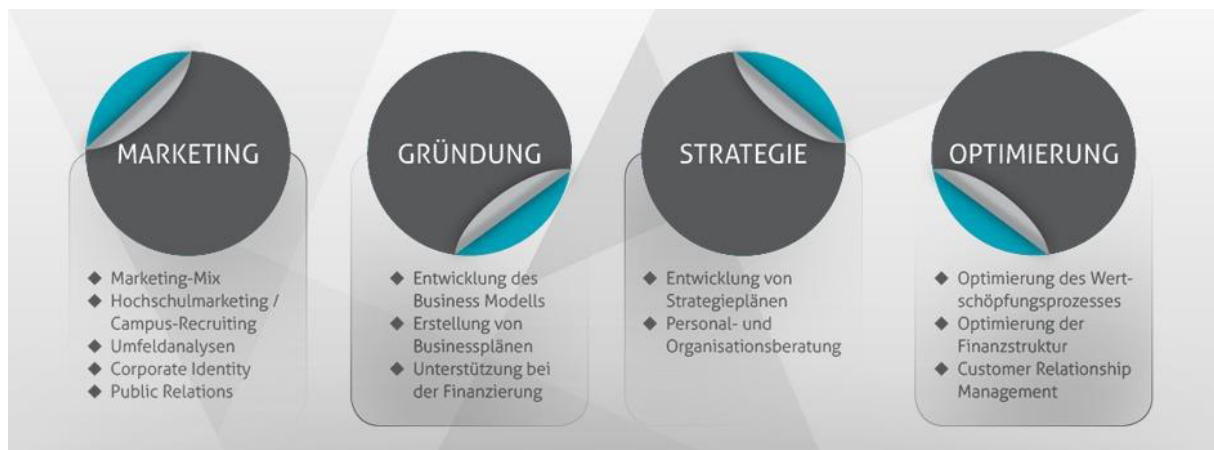 MARKETING
◆ Marketing-Mix
◆ Hochschulmarketing /
Campus-Recruiting
◆ Umfeldanalysen
◆ Corporate Identity
◆ Public Relations
GRÜNDUNG
◆ Entwicklung des
Business Modells
◆ Erstellung von
Businessplänen
◆ Unterstützung bei
der Finanzierung
STRATEGIE
◆ Entwicklung von
Strategieplänen
◆ Personal- und
Organisationsberatung
OPTIMIERUNG
◆ Optimierung des Wert-
schöpfungsprozesses
◆ Optimierung der
Finanzstruktur
◆ Customer Relationship
Management